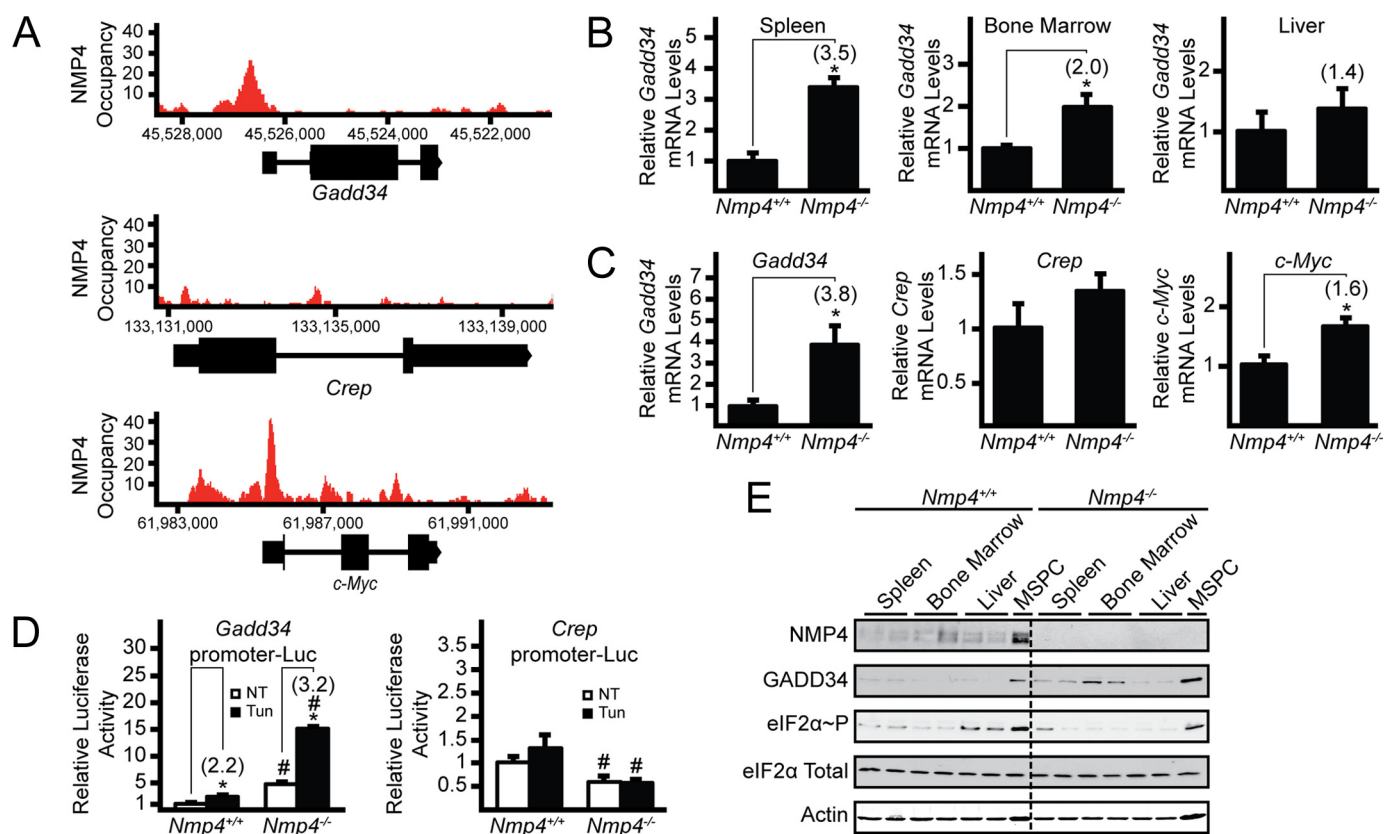 A
NMP4
Occupancy
40
30
20
10
45,528,000 45,526,000 45,524,000 45,522,000
Gadd34
NMP4
Occupancy
40
30
20
10
133,131,000 133,135,000 133,139,000
Crep
NMP4
Occupancy
40
30
20
10
61,983,000 61,987,000 61,991,000
c-Myc
B
Spleen
Relative Gadd34
mRNA Levels
5
4
3
2
1
(3.5)
*
Nmp4+/+ Nmp4-/-
Bone Marrow
Relative Gadd34
mRNA Levels
3
2
1
(2.0)
*
Nmp4+/+ Nmp4-/-
Liver
Relative Gadd34
mRNA Levels
2
1
(1.4)
Nmp4+/+ Nmp4-/-
C
Gadd34
Relative Gadd34
mRNA Levels
7
6
5
4
3
2
1
(3.8)
*
Nmp4+/+ Nmp4-/-
Crep
Relative Crep
mRNA Levels
1.5
1
0.5
Nmp4+/+ Nmp4-/-
c-Myc
Relative c-Myc
mRNA Levels
2
1
(1.6)
*
Nmp4+/+ Nmp4-/-
D
Gadd34
promoter-Luc
Relative Luciferase
Activity
30
25
20
15
10
5
1
NT
Tun
(2.2)
*
(3.2)
#
#
*
Nmp4+/+ Nmp4-/-
Crep
promoter-Luc
Relative Luciferase
Activity
3.5
3
2.5
2
1.5
1
0.5
NT
Tun
# #
Nmp4+/+ Nmp4-/-
E
Nmp4+/+ Nmp4-/-
Spleen Bone Marrow Liver MSPC Spleen Bone Marrow Liver MSPC
NMP4
GADD34
eIF2α~P
eIF2α Total
Actin